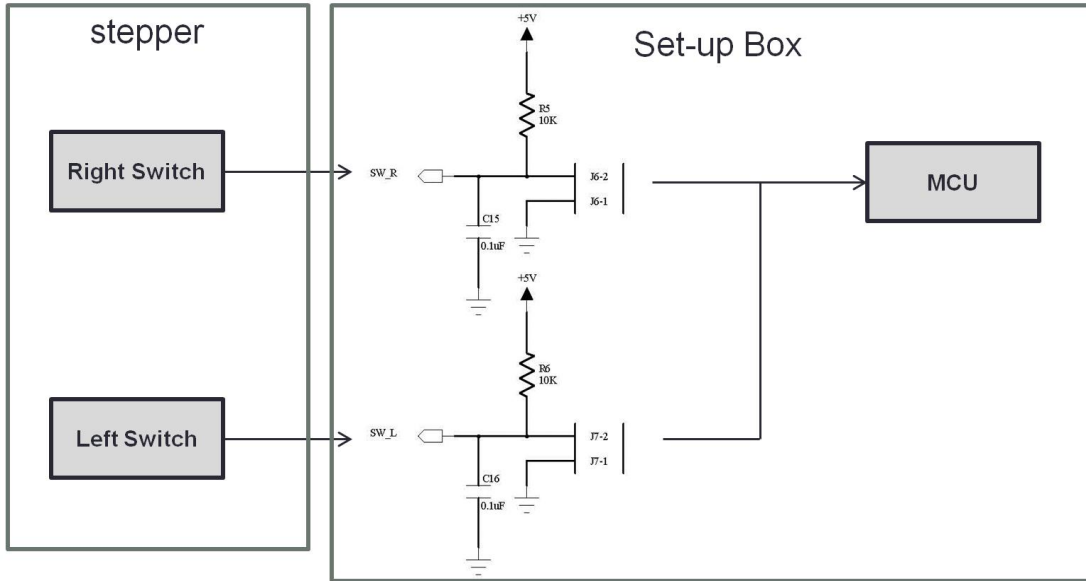 stepper
Set-up Box
Right Switch
Left Switch
+5V
R5
10K
SW_R
J6-2
J6-1
C15
0.1uF
+5V
R6
10K
SW_L
J7-2
J7-1
C16
0.1uF
MCU